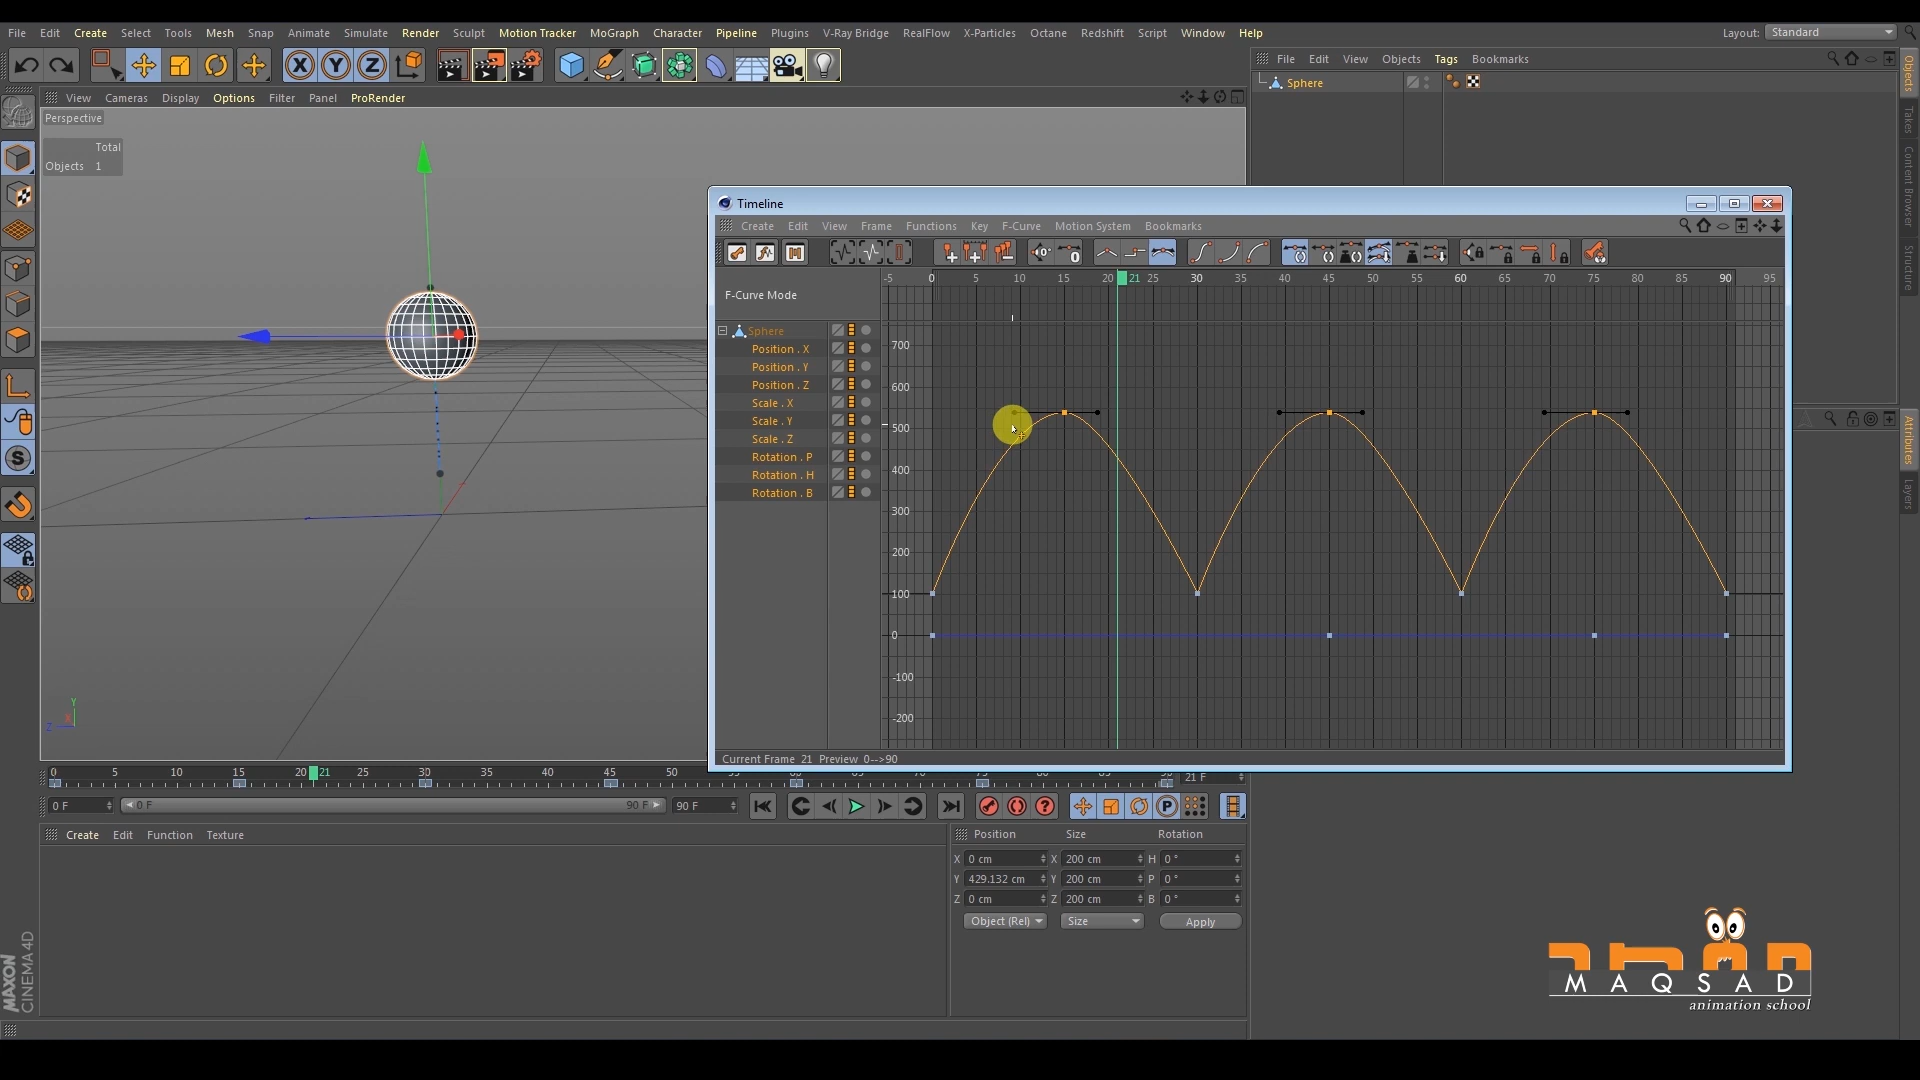 File Edit Create Select Tools Mesh Snap Animate Simulate Render Sculpt Motion Tracker MoGraph Character Pipeline Plugins V-Ray Bridge RealFlow X-Particles Octane Redshift Script Window Help Layout: Standard
File Edit View Objects Tags Bookmarks
Sphere
View Cameras Display Options Filter Panel ProRender
Perspective
Total
Objects 1
Timeline
Create Edit View Frame Functions Key F-Curve Motion System Bookmarks
-5 0 5 10 15 20 21 25 30 35 40 45 50 55 60 65 70 75 80 85 90 95
F-Curve Mode
Sphere
Position . X
Position . Y
Position . Z
Scale . X
Scale . Y
Scale . Z
Rotation . P
Rotation . H
Rotation . B
700
600
500
400
300
200
100
0
-100
-200
Current Frame 21 Preview 0-->90
Y
X
Z
0 5 10 15 20 21 25 30 35 40 45 50
21 F
0 F 0 F 90 F 90 F
Create Edit Function Texture
Position Size Rotation
X 0 cm X 200 cm H 0 °
Y 429.132 cm Y 200 cm P 0 °
Z 0 cm Z 200 cm B 0 °
Object (Rel) Size Apply
Objects
Takes
Content Browser
Structure
Attributes
Layers
MAXON
CINEMA 4D
MAQSAD
animation school